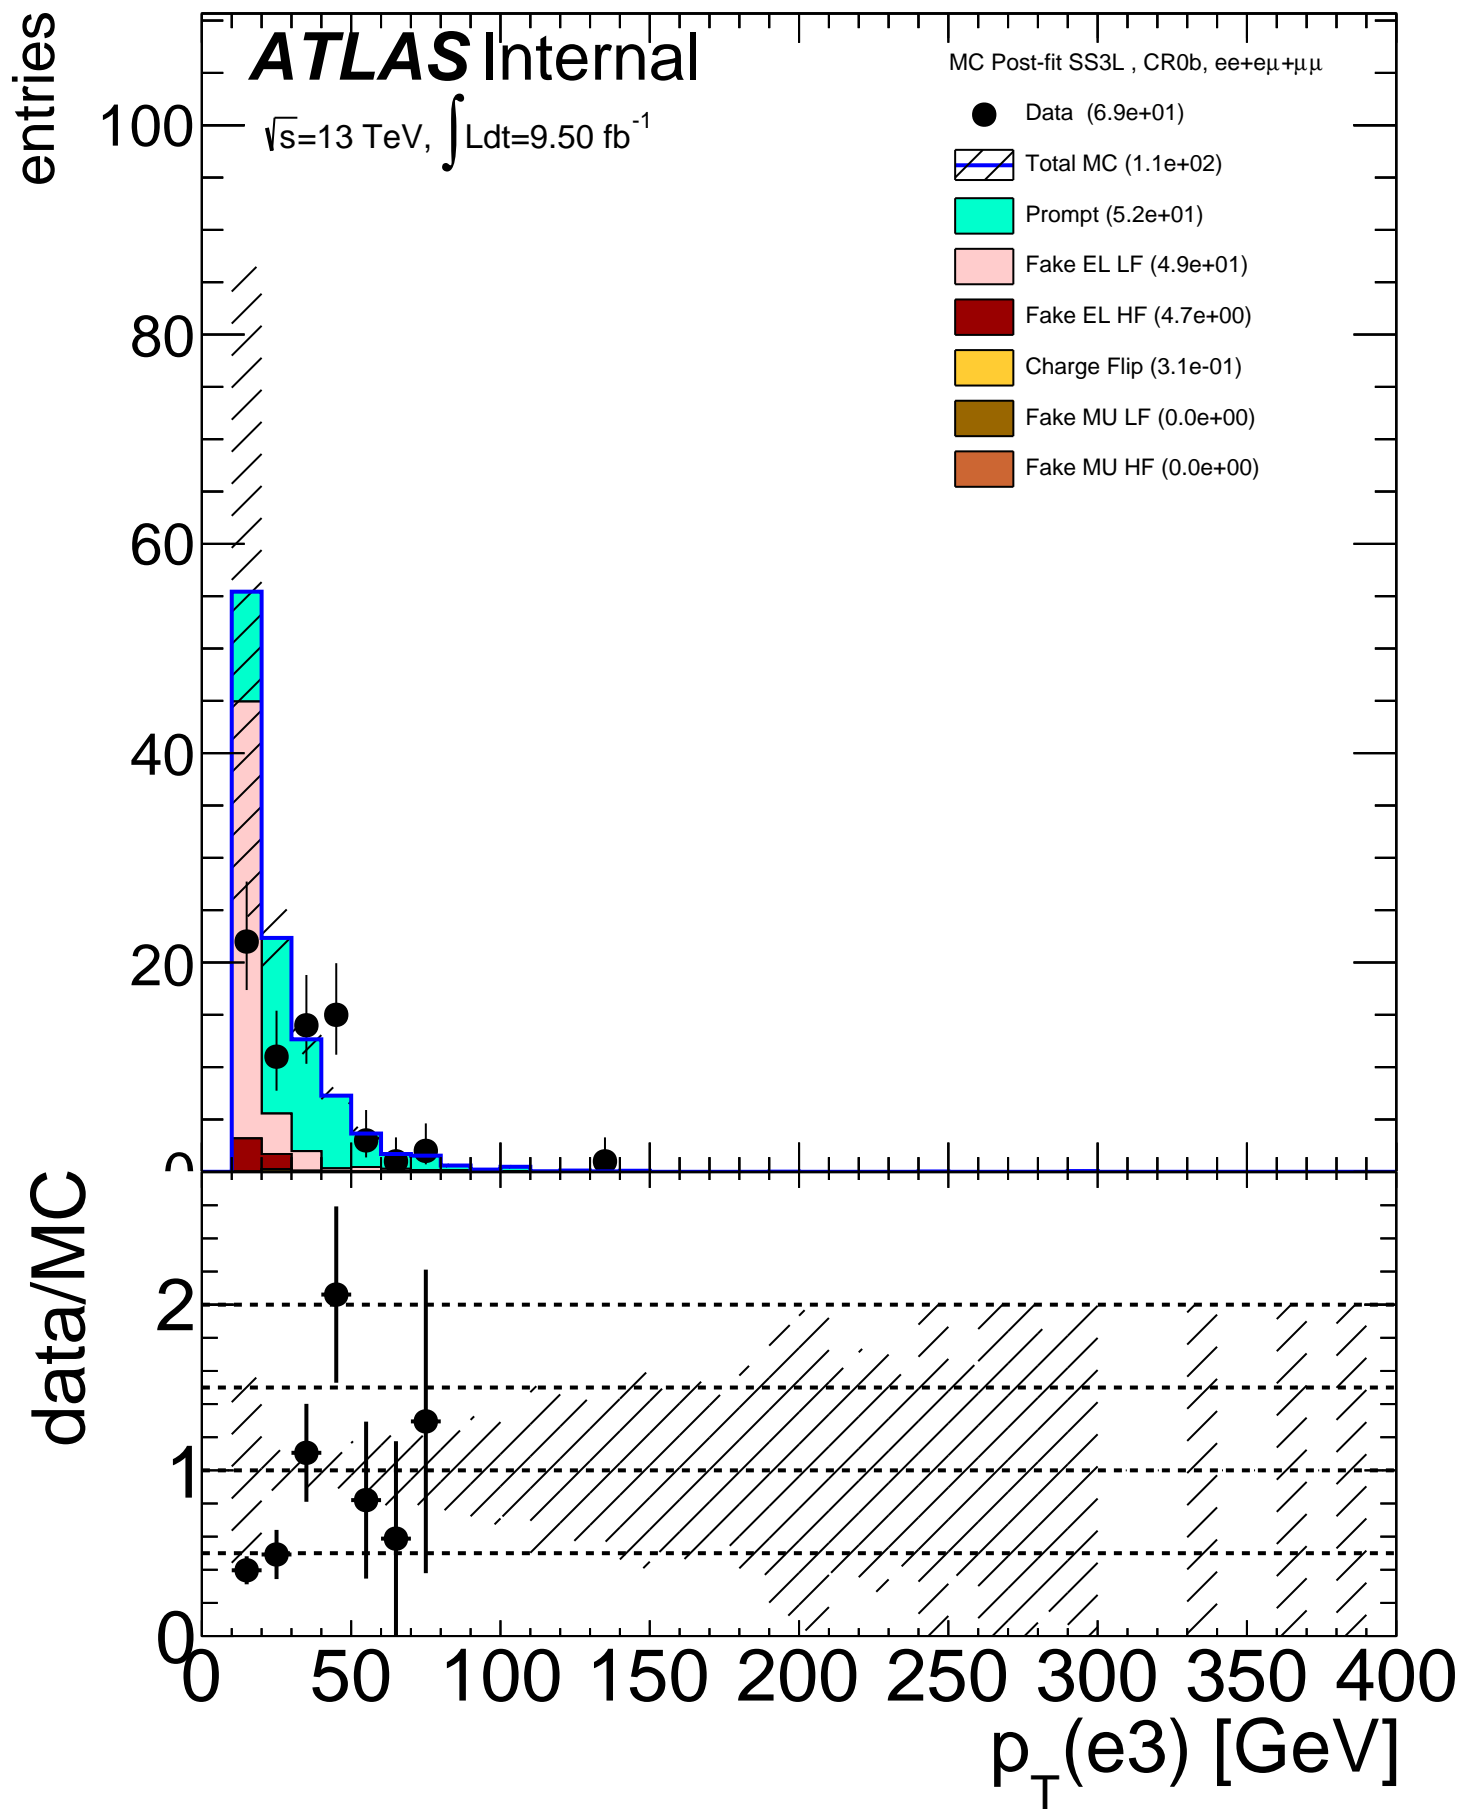 entries
ATLAS Internal
√s=13 TeV, ∫Ldt=9.50 fb⁻¹
MC Post-fit SS3L , CR0b, ee+eμ+μμ
Data (6.9e+01)
Total MC (1.1e+02)
Prompt (5.2e+01)
Fake EL LF (4.9e+01)
Fake EL HF (4.7e+00)
Charge Flip (3.1e-01)
Fake MU LF (0.0e+00)
Fake MU HF (0.0e+00)
100
80
60
40
20
0
data/MC
2
1
0
0 50 100 150 200 250 300 350 400
p_T(e3) [GeV]